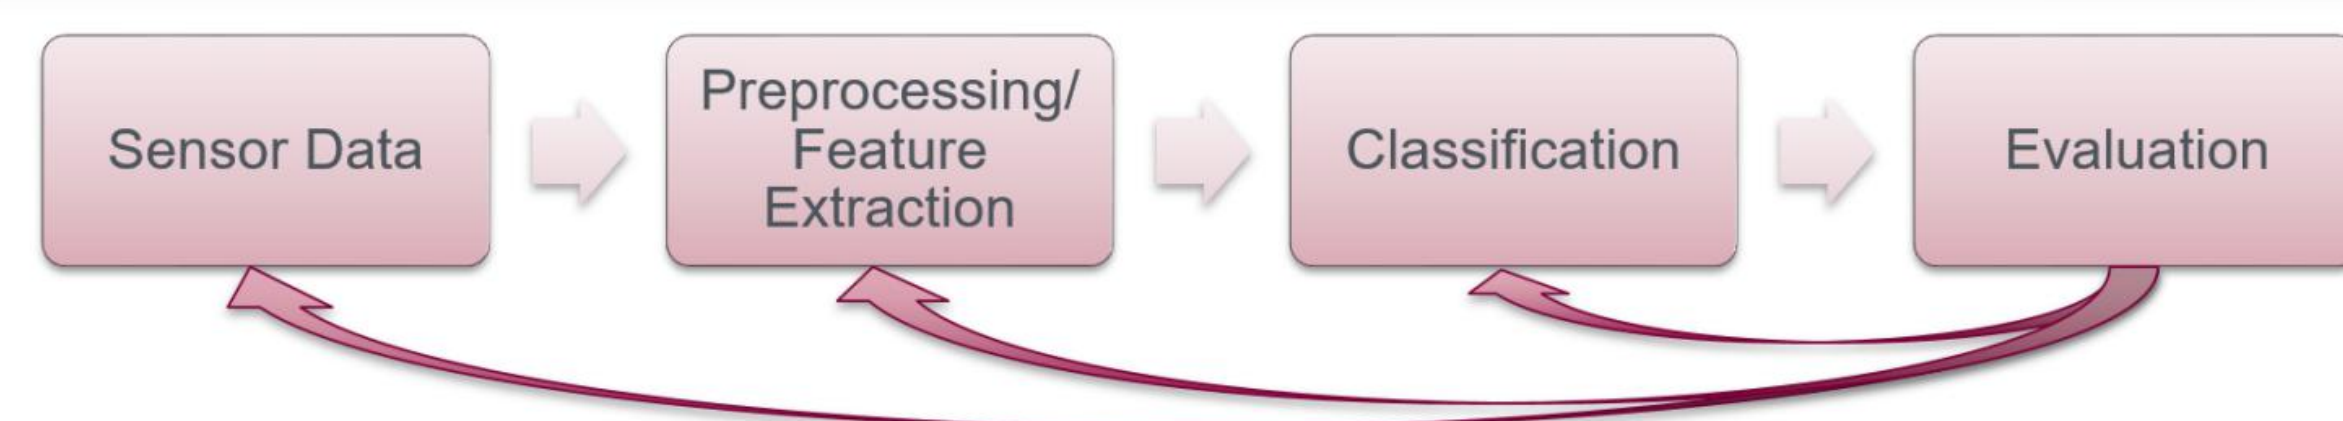 Sensor Data
Preprocessing/
Feature
Extraction
Classification
Evaluation